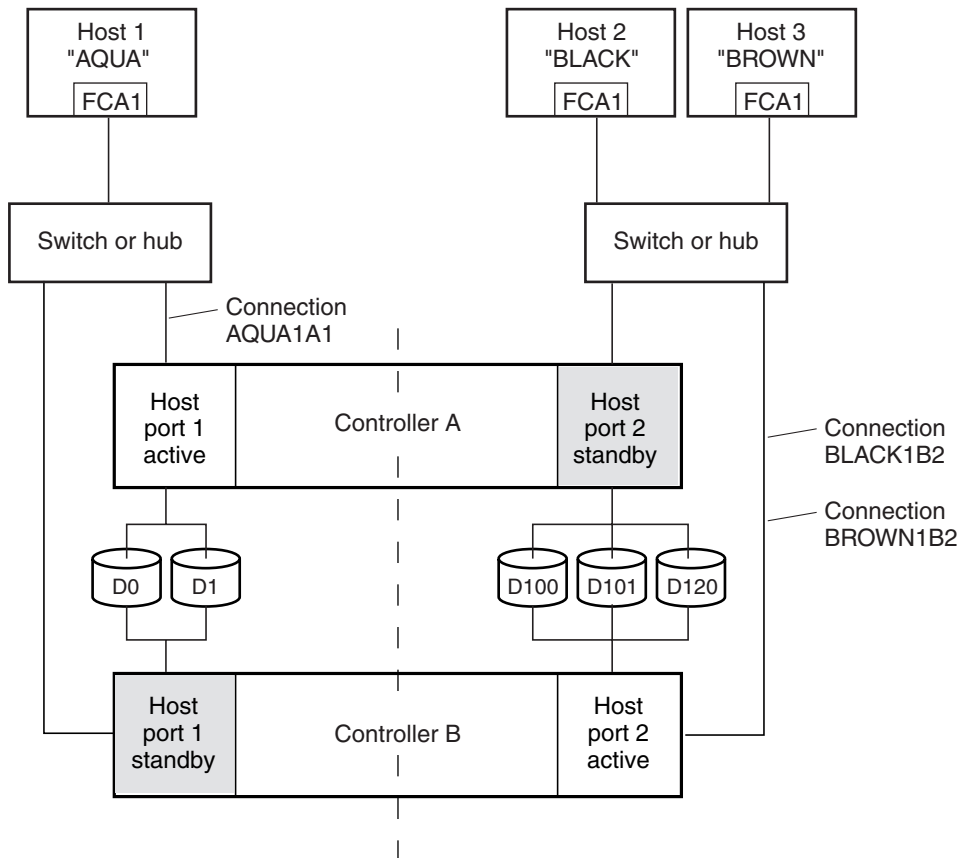 Host 1
"AQUA"
FCA1
Host 2
"BLACK"
FCA1
Host 3
"BROWN"
FCA1
Switch or hub
Switch or hub
Connection
AQUA1A1
Host
port 1
active
Controller A
Host
port 2
standby
Connection
BLACK1B2
Connection
BROWN1B2
D0
D1
D100
D101
D120
Host
port 1
standby
Controller B
Host
port 2
active